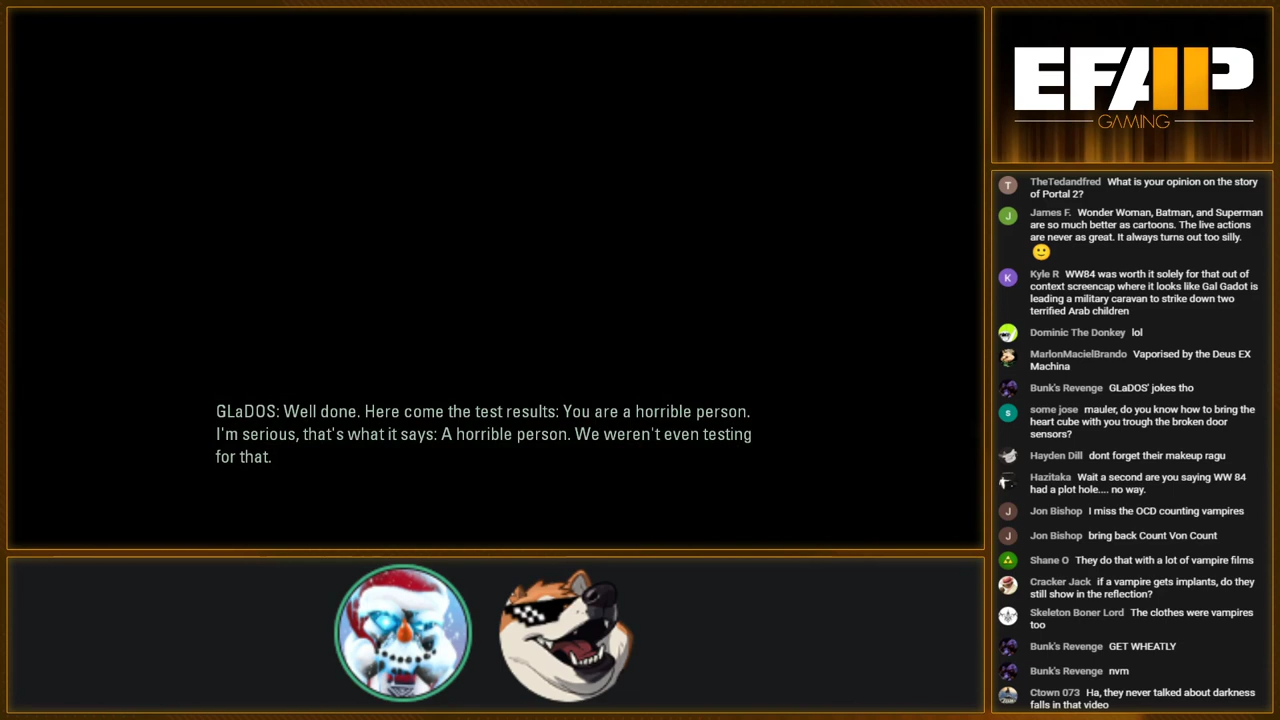 GLaDOS: Well done. Here come the test results: You are a horrible person.
I'm serious, that's what it says: A horrible person. We weren't even testing
for that.
EFAP
GAMING
TheTedandfred What is your opinion on the story
of Portal 2?
James F. Wonder Woman, Batman, and Superman
are so much better as cartoons. The live actions
are never as great. It always turns out too silly.
Kyle R WW84 was worth it solely for that out of
context screencap where it looks like Gal Gadot is
leading a military caravan to strike down two
terrified Arab children
Dominic The Donkey lol
MarlonMacielBrando Vaporised by the Deus EX
Machina
Bunk's Revenge GLaDOS' jokes tho
some jose mauler, do you know how to bring the
heart cube with you trough the broken door
sensors?
Hayden Dill dont forget their makeup ragu
Hazitaka Wait a second are you saying WW 84
had a plot hole.... no way.
Jon Bishop I miss the OCD counting vampires
Jon Bishop bring back Count Von Count
Shane O They do that with a lot of vampire films
Cracker Jack if a vampire gets implants, do they
still show in the reflection?
Skeleton Boner Lord The clothes were vampires
too
Bunk's Revenge GET WHEATLY
Bunk's Revenge nvm
Ctown 073 Ha, they never talked about darkness
falls in that video